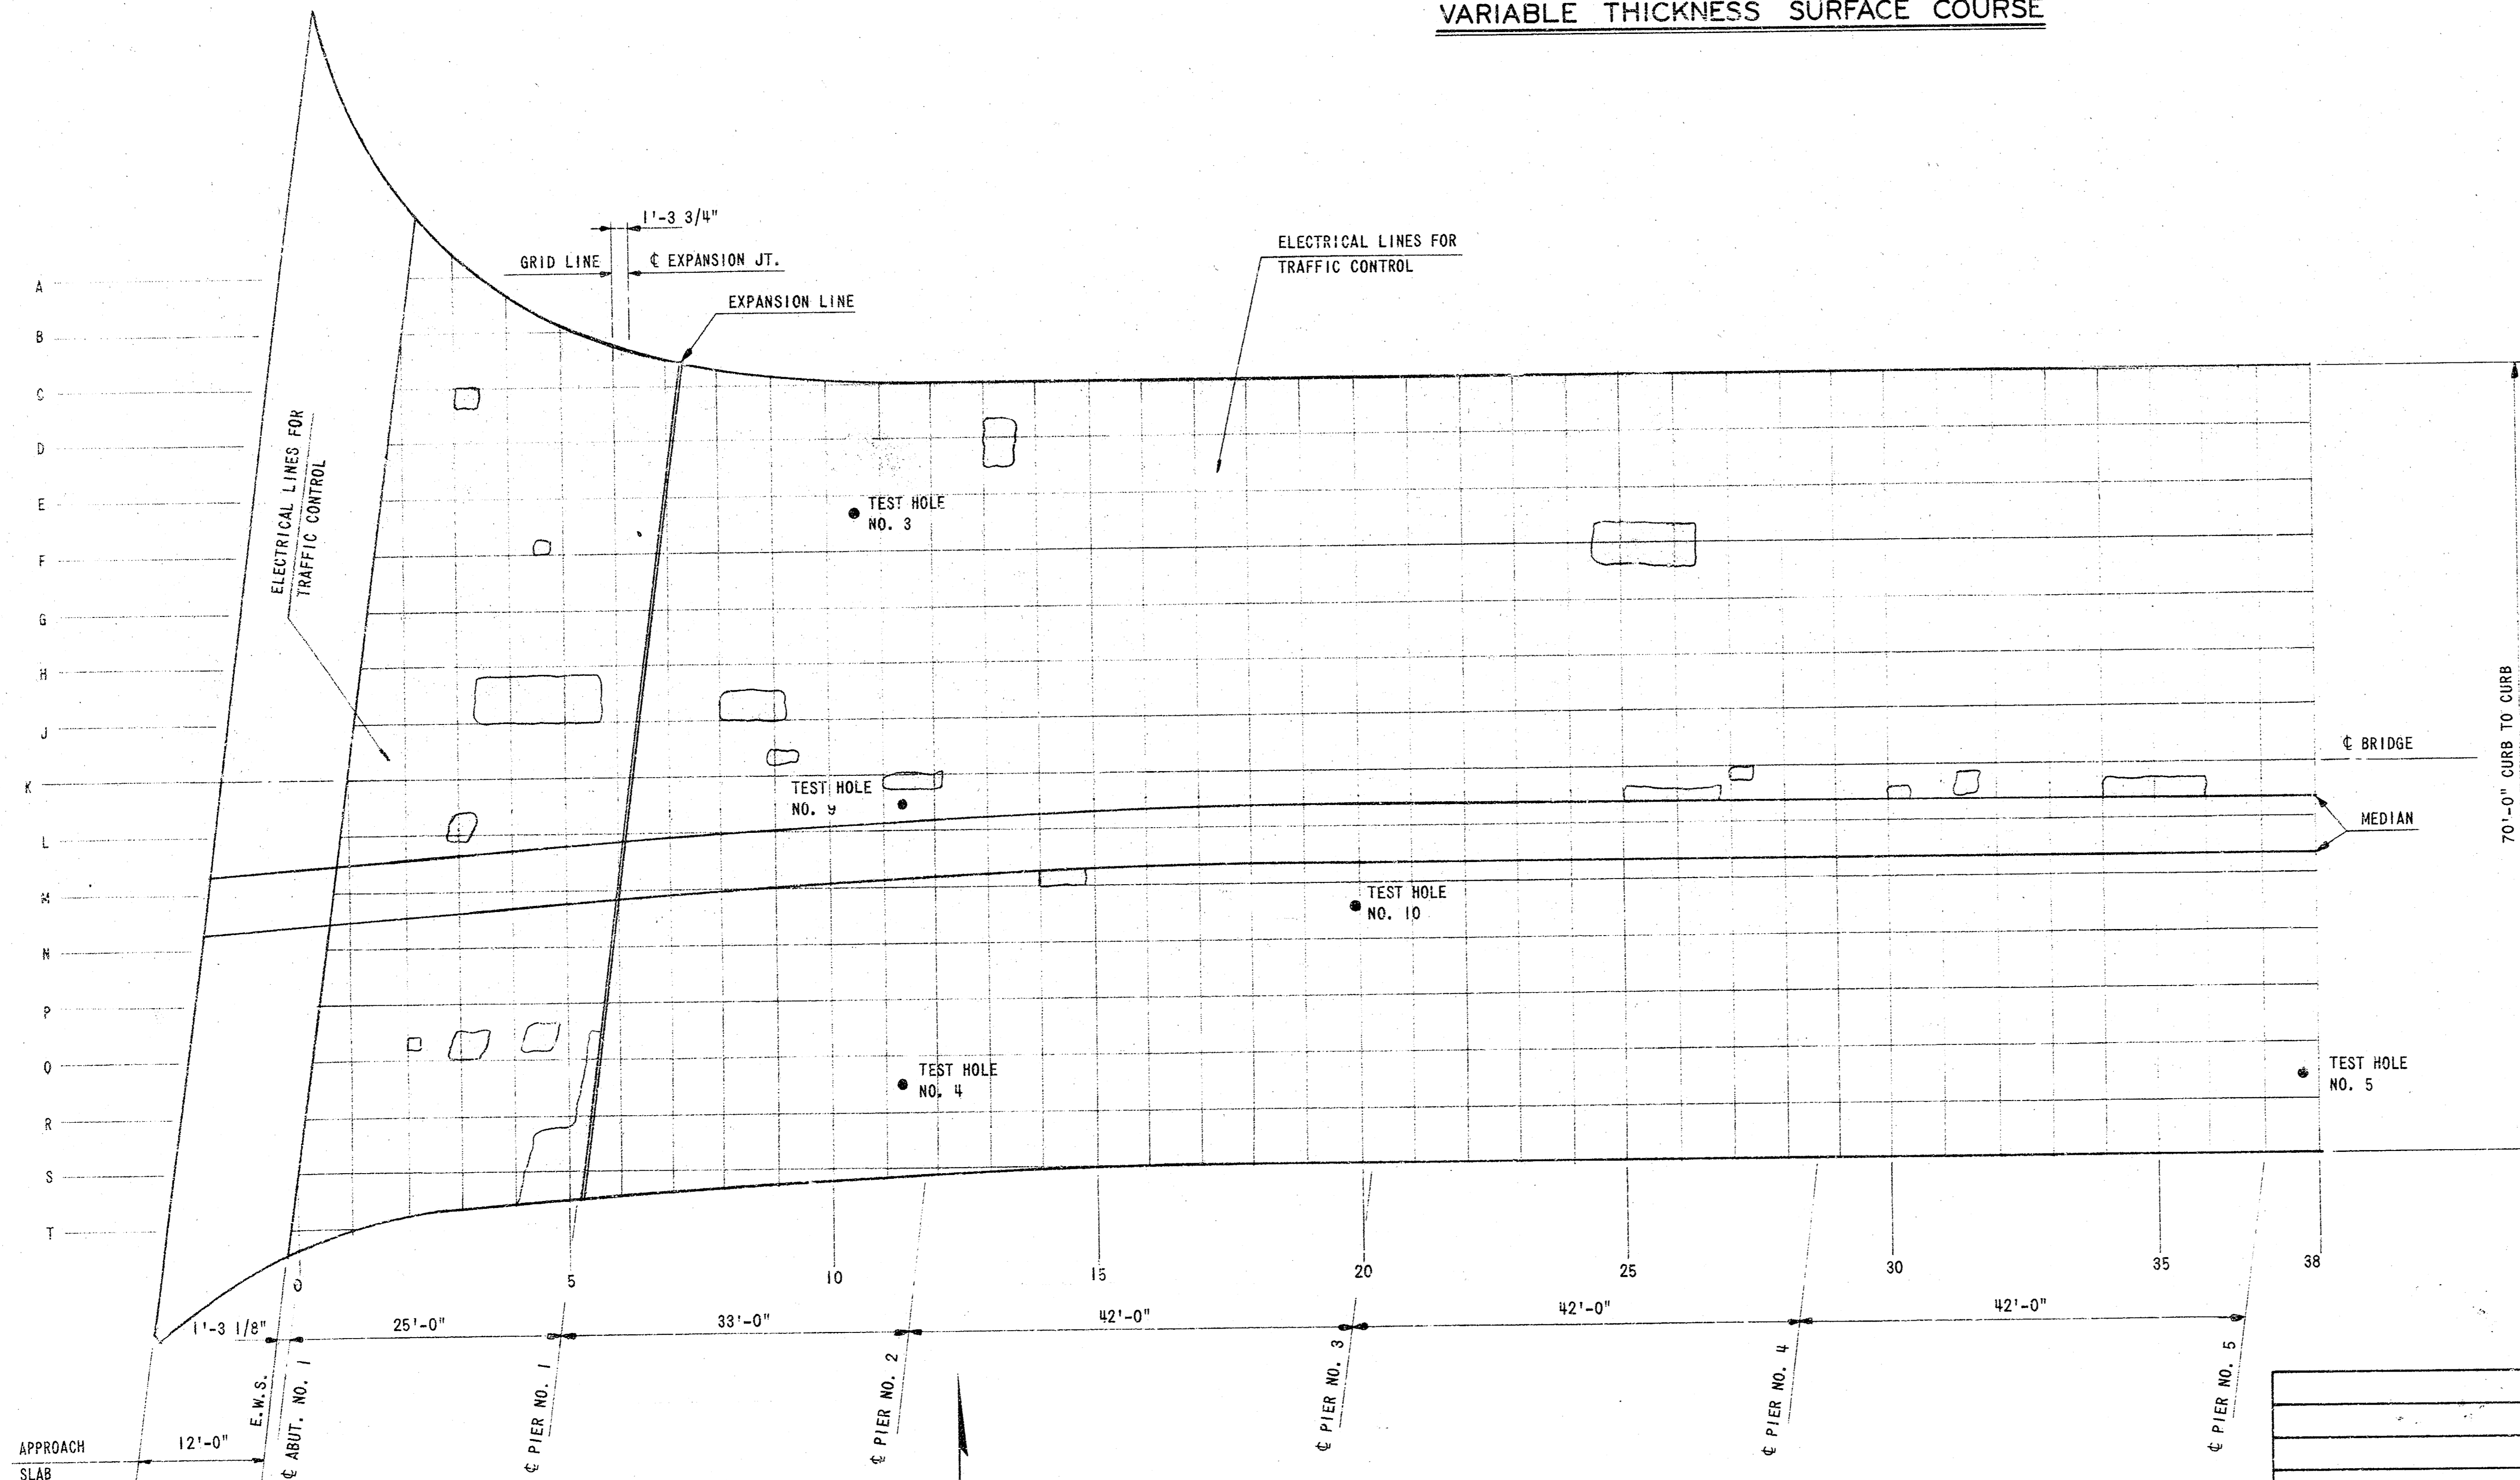 VARIABLE THICKNESS SURFACE COURSE
1'-3 3/4"
GRID LINE
℄ EXPANSION JT.
EXPANSION LINE
ELECTRICAL LINES FOR
TRAFFIC CONTROL
A
B
C
D
E
F
G
H
J
K
L
M
N
P
Q
R
S
T
ELECTRICAL LINES FOR
TRAFFIC CONTROL
TEST HOLE
NO. 3
TEST HOLE
NO. 9
TEST HOLE
NO. 10
TEST HOLE
NO. 4
TEST HOLE
NO. 5
℄ BRIDGE
MEDIAN
70'-0" CURB TO CURB
0
5
10
15
20
25
30
35
38
1'-3 1/8"
25'-0"
33'-0"
42'-0"
42'-0"
42'-0"
E.W.S.
℄ ABUT. NO. 1
℄ PIER NO. 1
℄ PIER NO. 2
℄ PIER NO. 3
℄ PIER NO. 4
℄ PIER NO. 5
APPROACH
SLAB
12'-0"